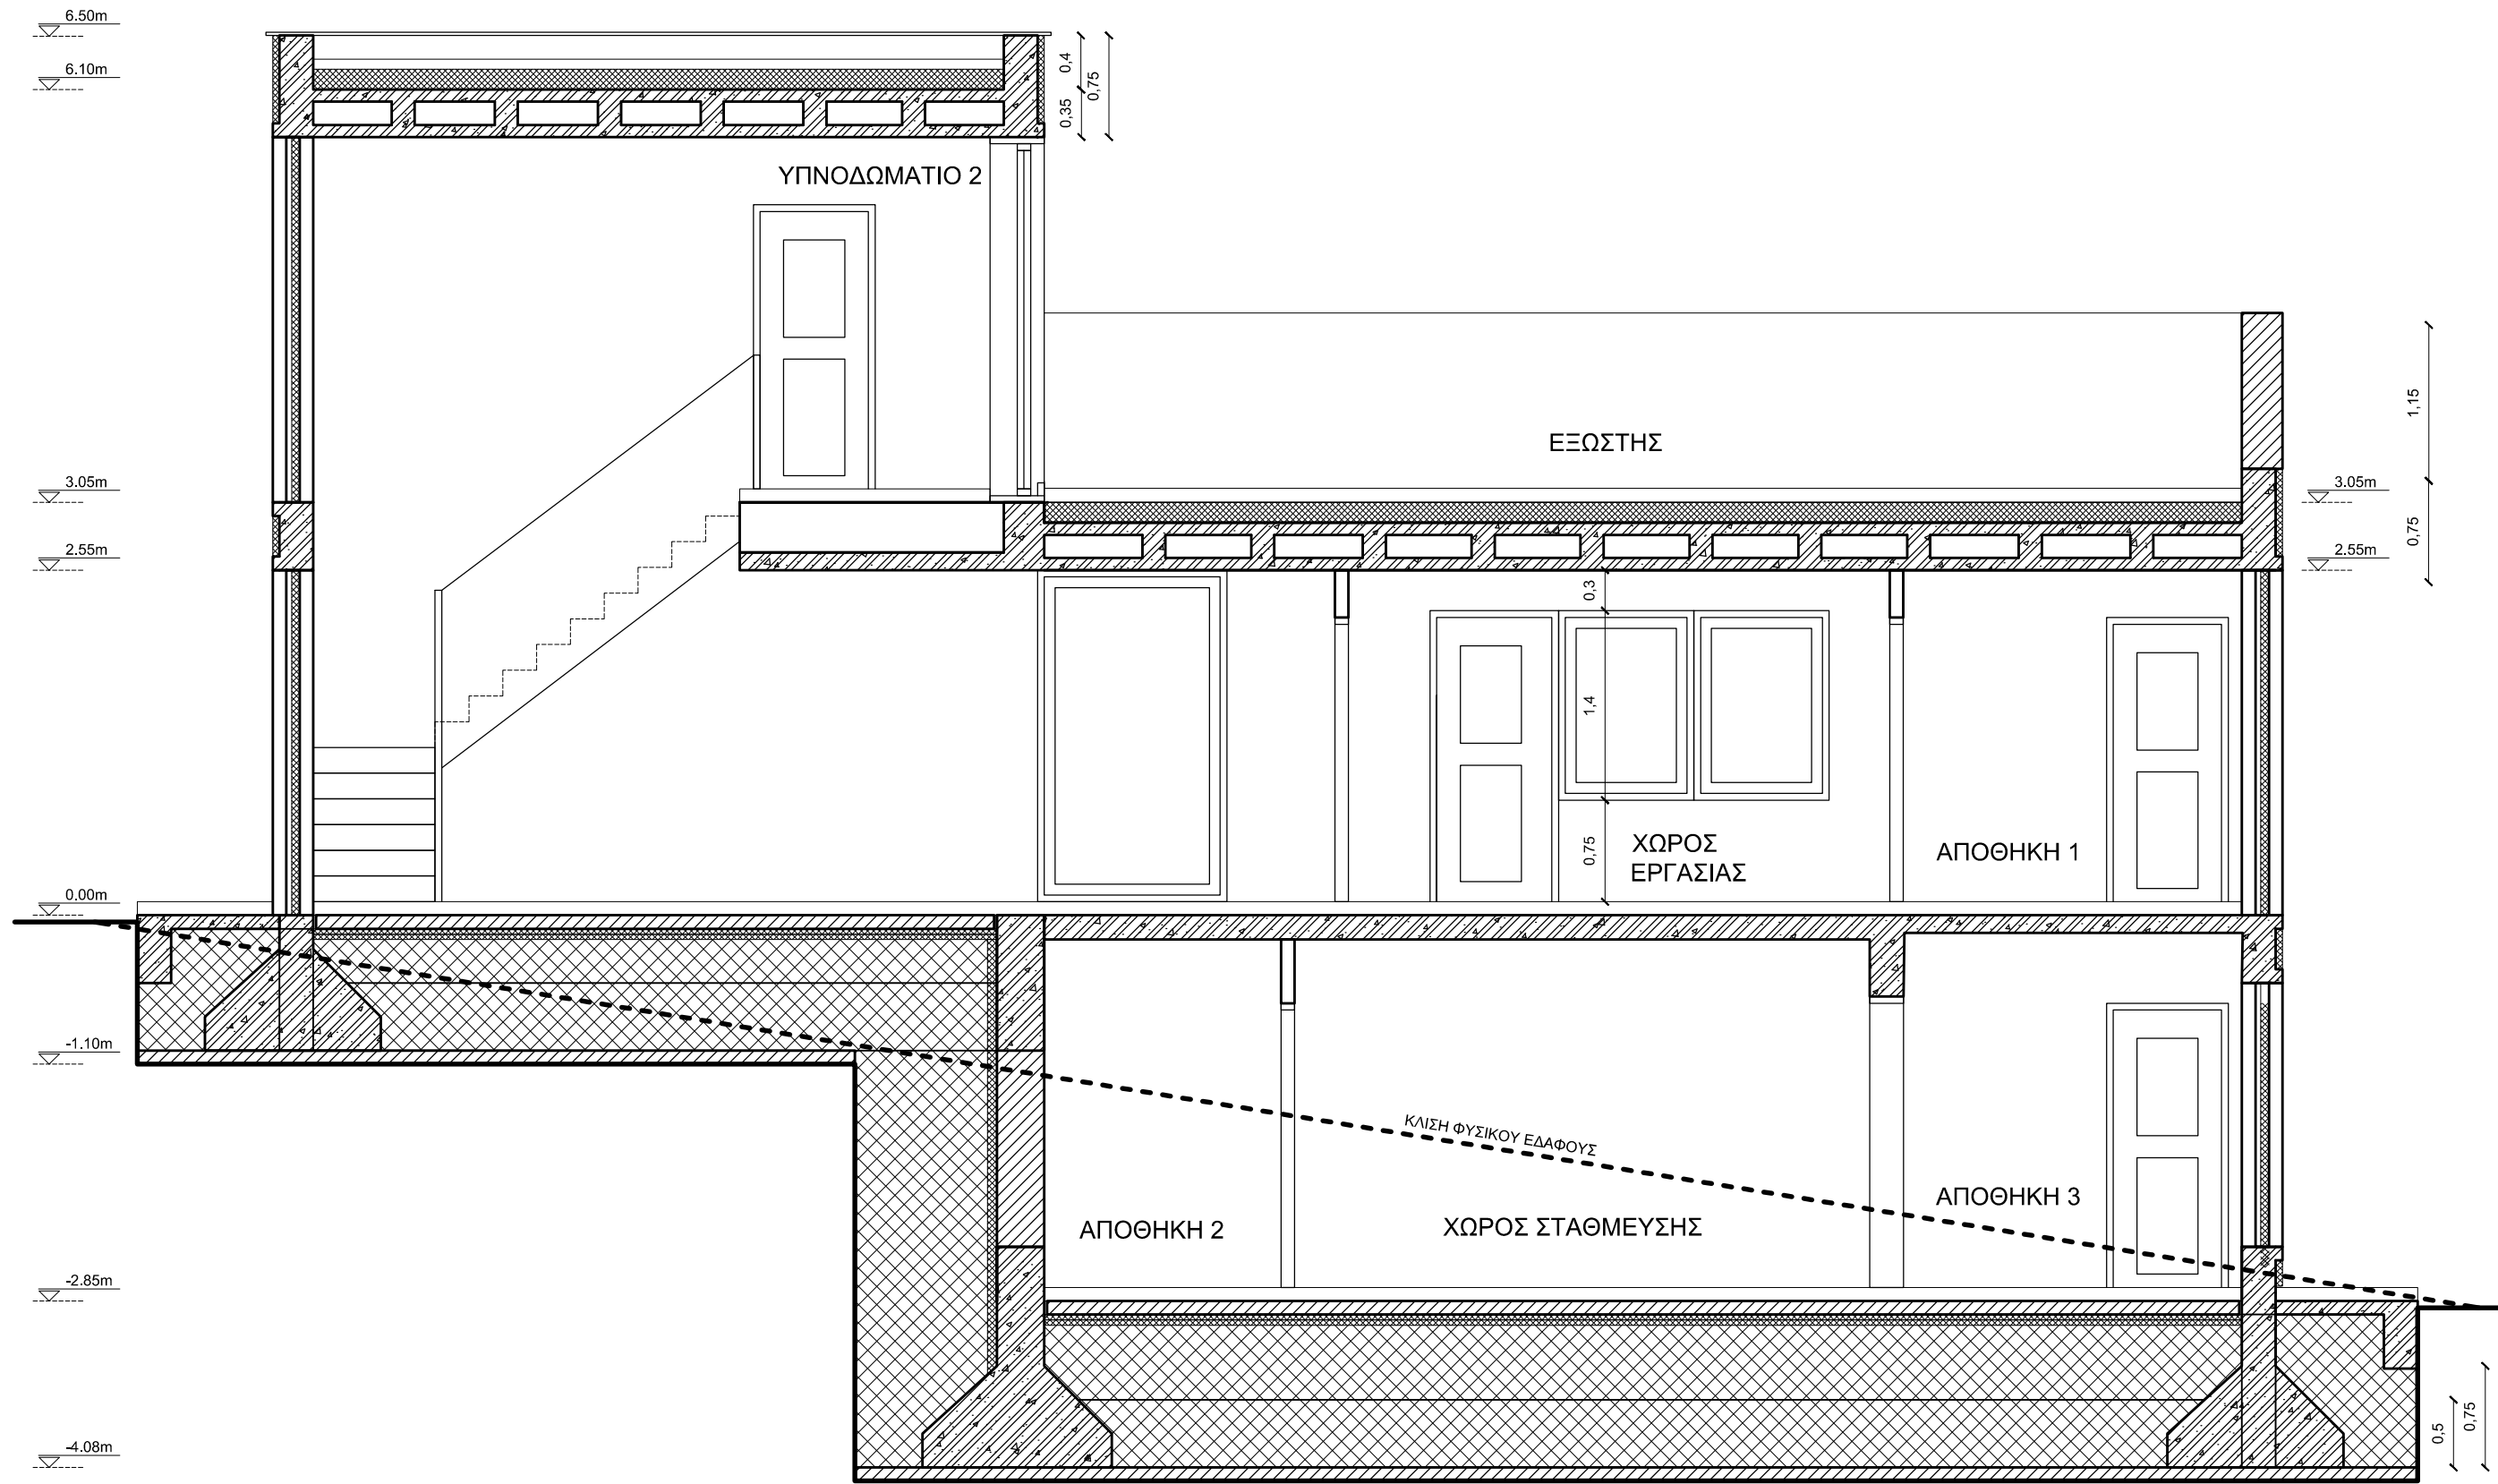 6.50m
6.10m
0,4
0,75
0,35
ΥΠΝΟΔΩΜΑΤΙΟ 2
1,15
ΕΞΩΣΤΗΣ
3.05m
3.05m
0,75
2.55m
2.55m
0,3
1,4
0,75
ΧΩΡΟΣ
ΕΡΓΑΣΙΑΣ
ΑΠΟΘΗΚΗ 1
0.00m
-1.10m
ΚΛΙΣΗ ΦΥΣΙΚΟΥ ΕΔΑΦΟΥΣ
ΑΠΟΘΗΚΗ 2
ΧΩΡΟΣ ΣΤΑΘΜΕΥΣΗΣ
ΑΠΟΘΗΚΗ 3
-2.85m
0,5
0,75
-4.08m